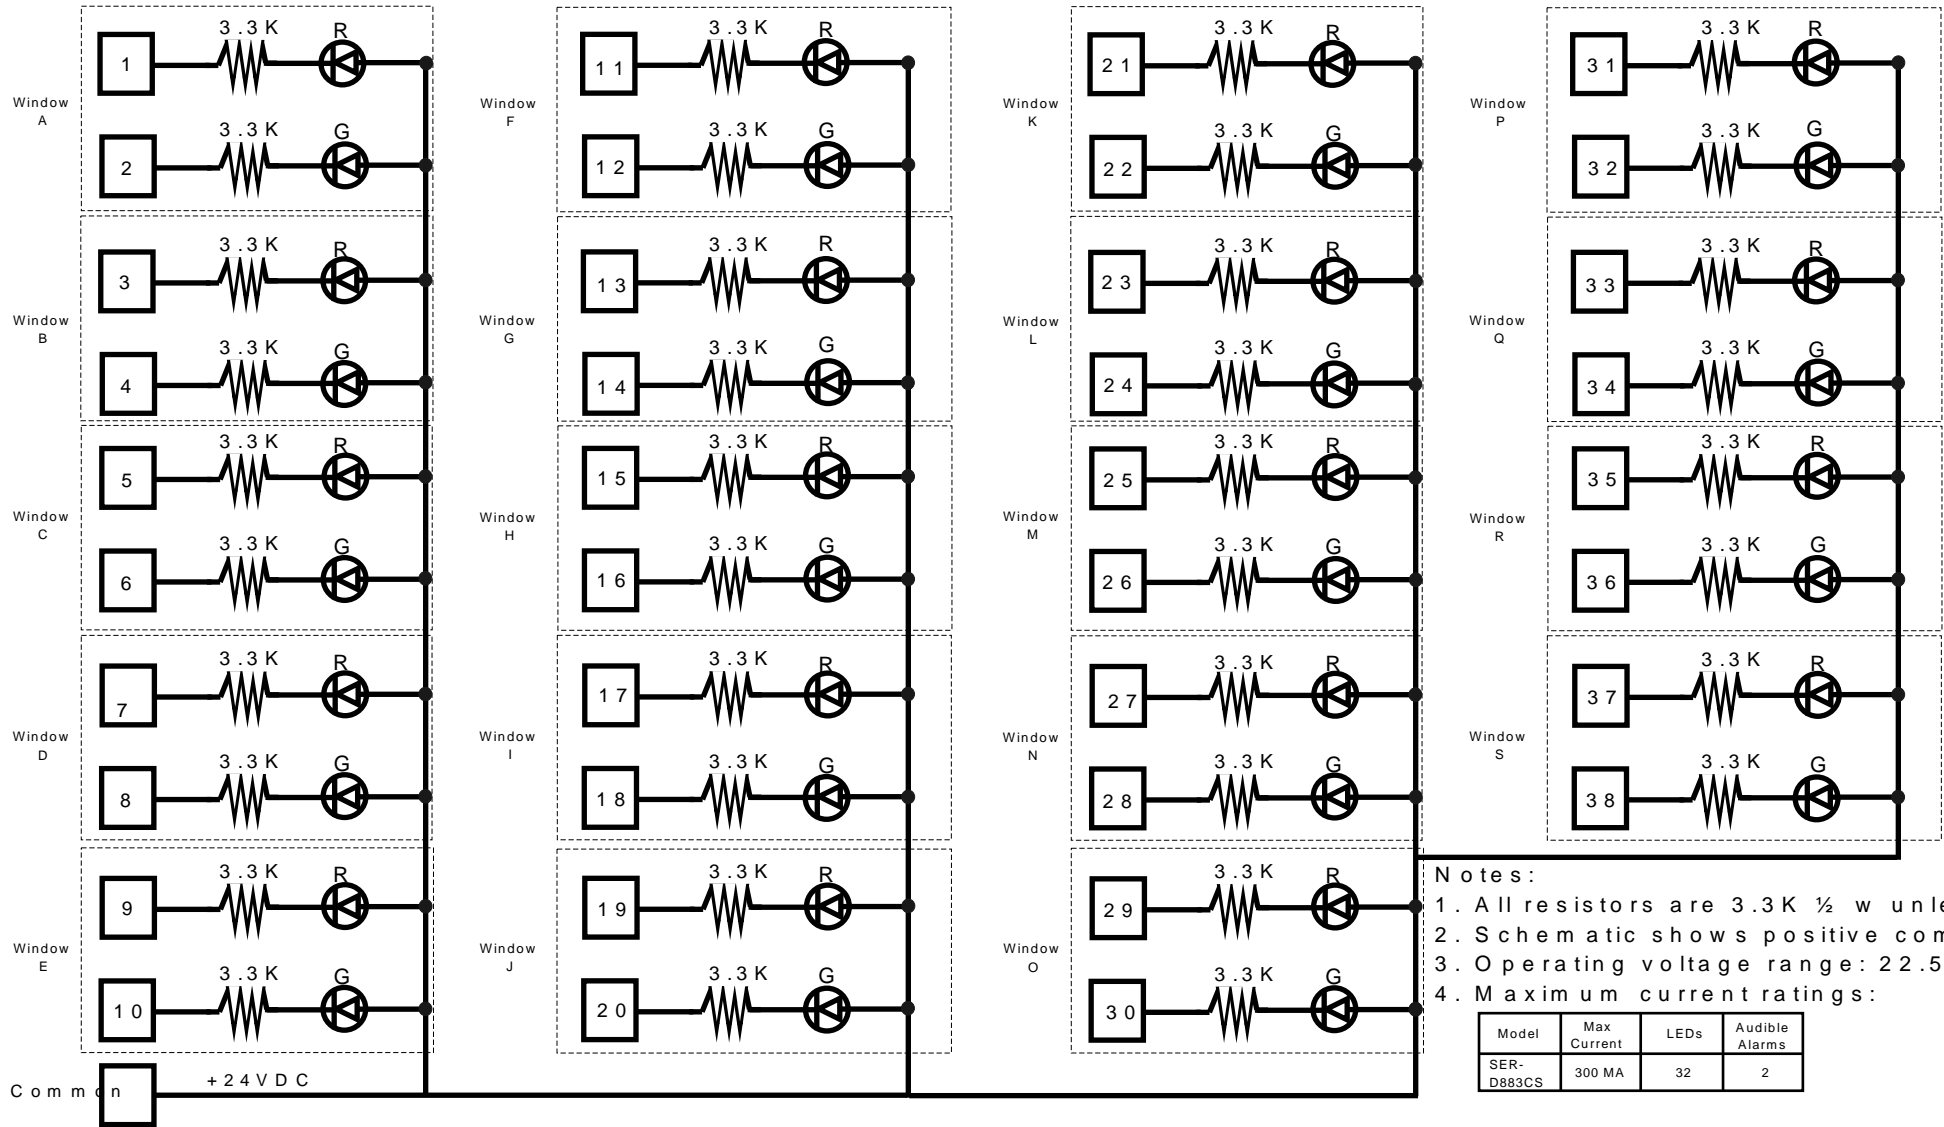 Window
A
1
3.3K
R
2
3.3K
G
Window
B
3
3.3K
R
4
3.3K
G
Window
C
5
3.3K
R
6
3.3K
G
Window
D
7
3.3K
R
8
3.3K
G
Window
E
9
3.3K
R
10
3.3K
G
Common
+24VDC
Window
F
11
3.3K
R
12
3.3K
G
Window
G
13
3.3K
R
14
3.3K
G
Window
H
15
3.3K
R
16
3.3K
G
Window
I
17
3.3K
R
18
3.3K
G
Window
J
19
3.3K
R
20
3.3K
G
Window
K
21
3.3K
R
22
3.3K
G
Window
L
23
3.3K
R
24
3.3K
G
Window
M
25
3.3K
R
26
3.3K
G
Window
N
27
3.3K
R
28
3.3K
G
Window
O
29
3.3K
R
30
3.3K
G
Window
P
31
3.3K
R
32
3.3K
G
Window
Q
33
3.3K
R
34
3.3K
G
Window
R
35
3.3K
R
36
3.3K
G
Window
S
37
3.3K
R
38
3.3K
G
Notes:
1. All resistors are 3.3K ½ w
2. Schematic shows positive
3. Operating voltage range: 22.5
4. Maximum current ratings:
Model Max Current LEDs Audible Alarms
SER-D883CS 300 MA 32 2